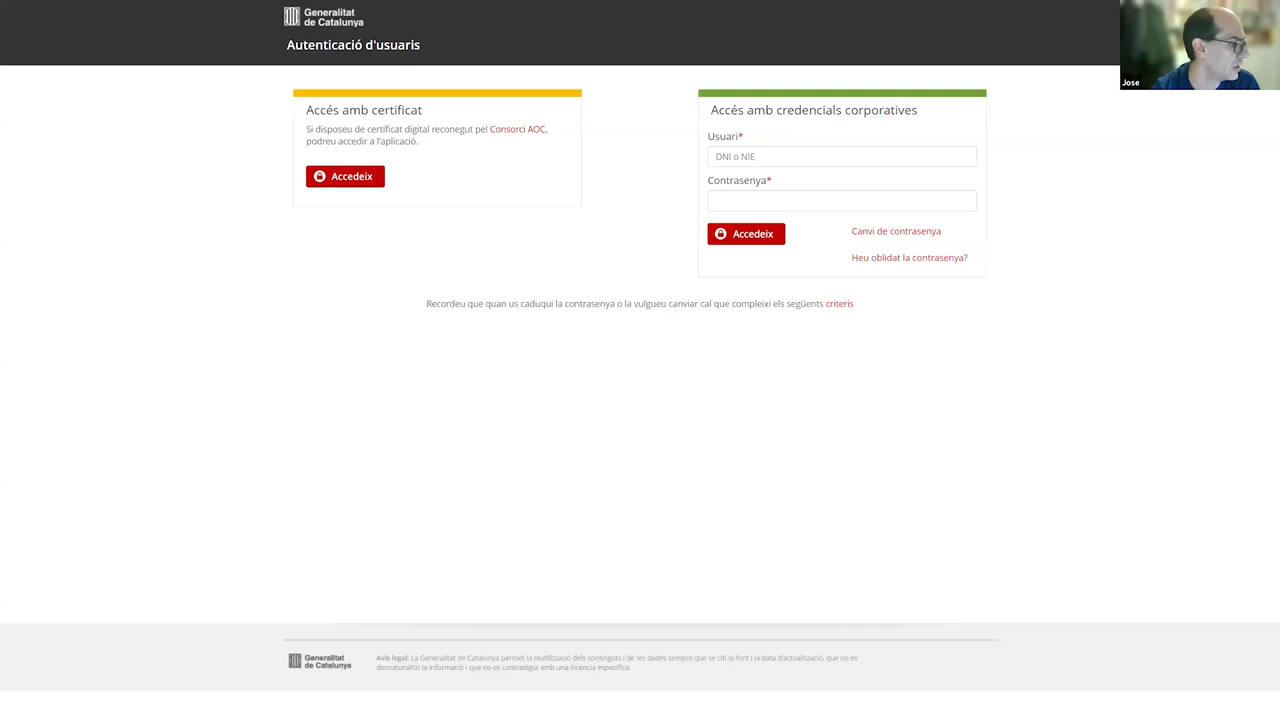 Generalitat
de Catalunya
Autenticació d'usuaris
Jose
Accés amb certificat
Si disposeu de certificat digital reconegut pel Consorci AOC,
podreu accedir a l'aplicació.
Accedeix
Accés amb credencials corporatives
Usuari*
DNI o NIE
Contrasenya*
Accedeix
Canvi de contrasenya
Heu oblidat la contrasenya?
Recordeu que quan us caduqui la contrasenya o la vulgueu canviar cal que compleixi els següents criteris
Generalitat
de Catalunya
Avís legal: La Generalitat de Catalunya permet la reutilització dels continguts i de les dades sempre que se citi la font i la data d'actualització, que no es
desnaturalitzi la informació i que no es contradigui amb una llicència específica.